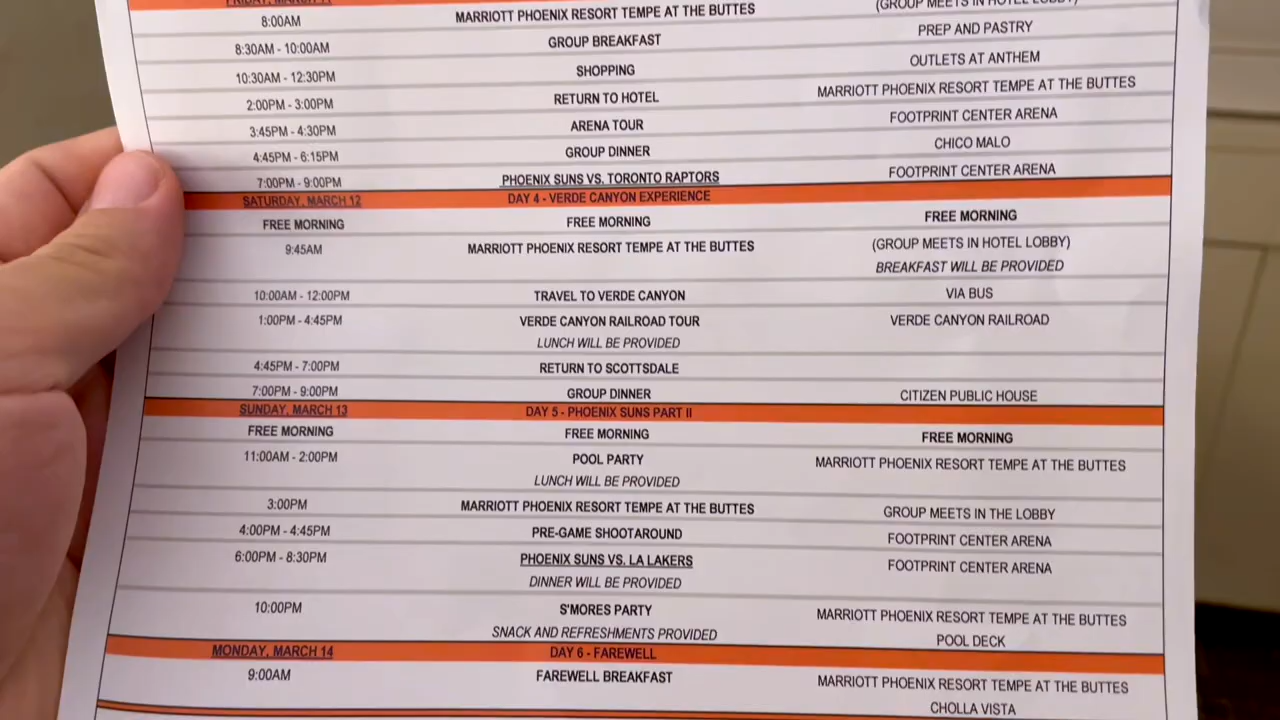 FRIDAY, MARCH 11
8:00AM MARRIOTT PHOENIX RESORT TEMPE AT THE BUTTES (GROUP MEETS IN HOTEL LOBBY)
8:30AM - 10:00AM GROUP BREAKFAST PREP AND PASTRY
10:30AM - 12:30PM SHOPPING OUTLETS AT ANTHEM
2:00PM - 3:00PM RETURN TO HOTEL MARRIOTT PHOENIX RESORT TEMPE AT THE BUTTES
3:45PM - 4:30PM ARENA TOUR FOOTPRINT CENTER ARENA
4:45PM - 6:15PM GROUP DINNER CHICO MALO
7:00PM - 9:00PM PHOENIX SUNS VS. TORONTO RAPTORS FOOTPRINT CENTER ARENA
SATURDAY, MARCH 12 DAY 4 - VERDE CANYON EXPERIENCE
FREE MORNING FREE MORNING FREE MORNING
9:45AM MARRIOTT PHOENIX RESORT TEMPE AT THE BUTTES (GROUP MEETS IN HOTEL LOBBY)
BREAKFAST WILL BE PROVIDED
10:00AM - 12:00PM TRAVEL TO VERDE CANYON VIA BUS
1:00PM - 4:45PM VERDE CANYON RAILROAD TOUR VERDE CANYON RAILROAD
LUNCH WILL BE PROVIDED
4:45PM - 7:00PM RETURN TO SCOTTSDALE
7:00PM - 9:00PM GROUP DINNER CITIZEN PUBLIC HOUSE
SUNDAY, MARCH 13 DAY 5 - PHOENIX SUNS PART II
FREE MORNING FREE MORNING FREE MORNING
11:00AM - 2:00PM POOL PARTY MARRIOTT PHOENIX RESORT TEMPE AT THE BUTTES
LUNCH WILL BE PROVIDED
3:00PM MARRIOTT PHOENIX RESORT TEMPE AT THE BUTTES GROUP MEETS IN THE LOBBY
4:00PM - 4:45PM PRE-GAME SHOOTAROUND FOOTPRINT CENTER ARENA
6:00PM - 8:30PM PHOENIX SUNS VS. LA LAKERS FOOTPRINT CENTER ARENA
DINNER WILL BE PROVIDED
10:00PM S'MORES PARTY MARRIOTT PHOENIX RESORT TEMPE AT THE BUTTES
SNACK AND REFRESHMENTS PROVIDED POOL DECK
MONDAY, MARCH 14 DAY 6 - FAREWELL
9:00AM FAREWELL BREAKFAST MARRIOTT PHOENIX RESORT TEMPE AT THE BUTTES
CHOLLA VISTA